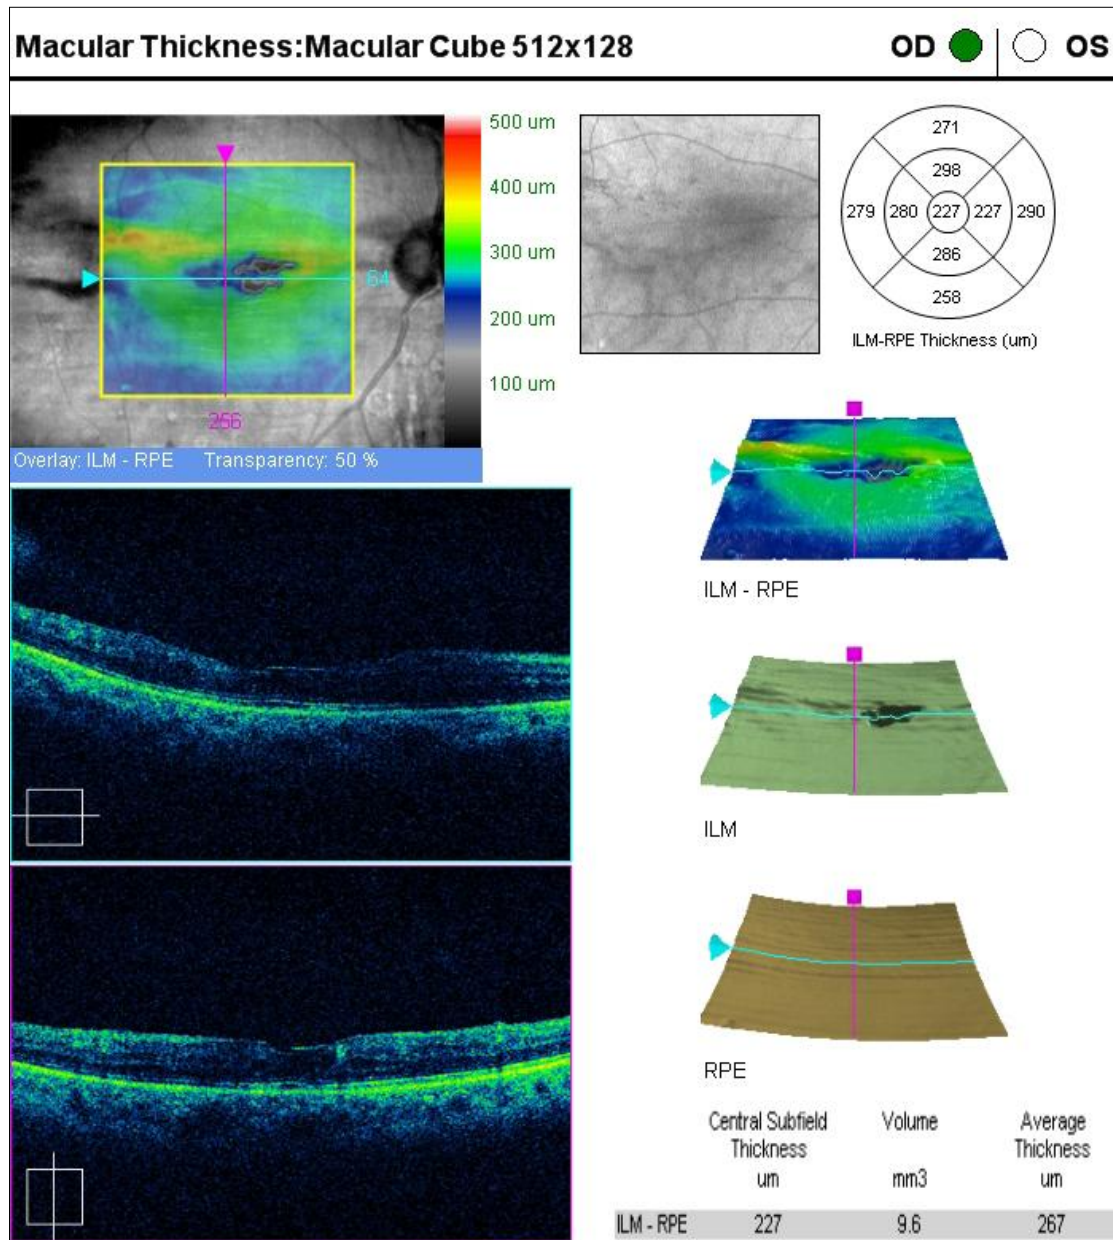 Macular Thickness:Macular Cube 512x128
OD OS
500 um
400 um
300 um
200 um
100 um
64
256
Overlay: ILM - RPE Transparency: 50 %
271
298
279 280 227 227 290
286
258
ILM-RPE Thickness (um)
ILM - RPE
ILM
RPE
Central Subfield Thickness um
Volume mm3
Average Thickness um
ILM - RPE 227 9.6 267